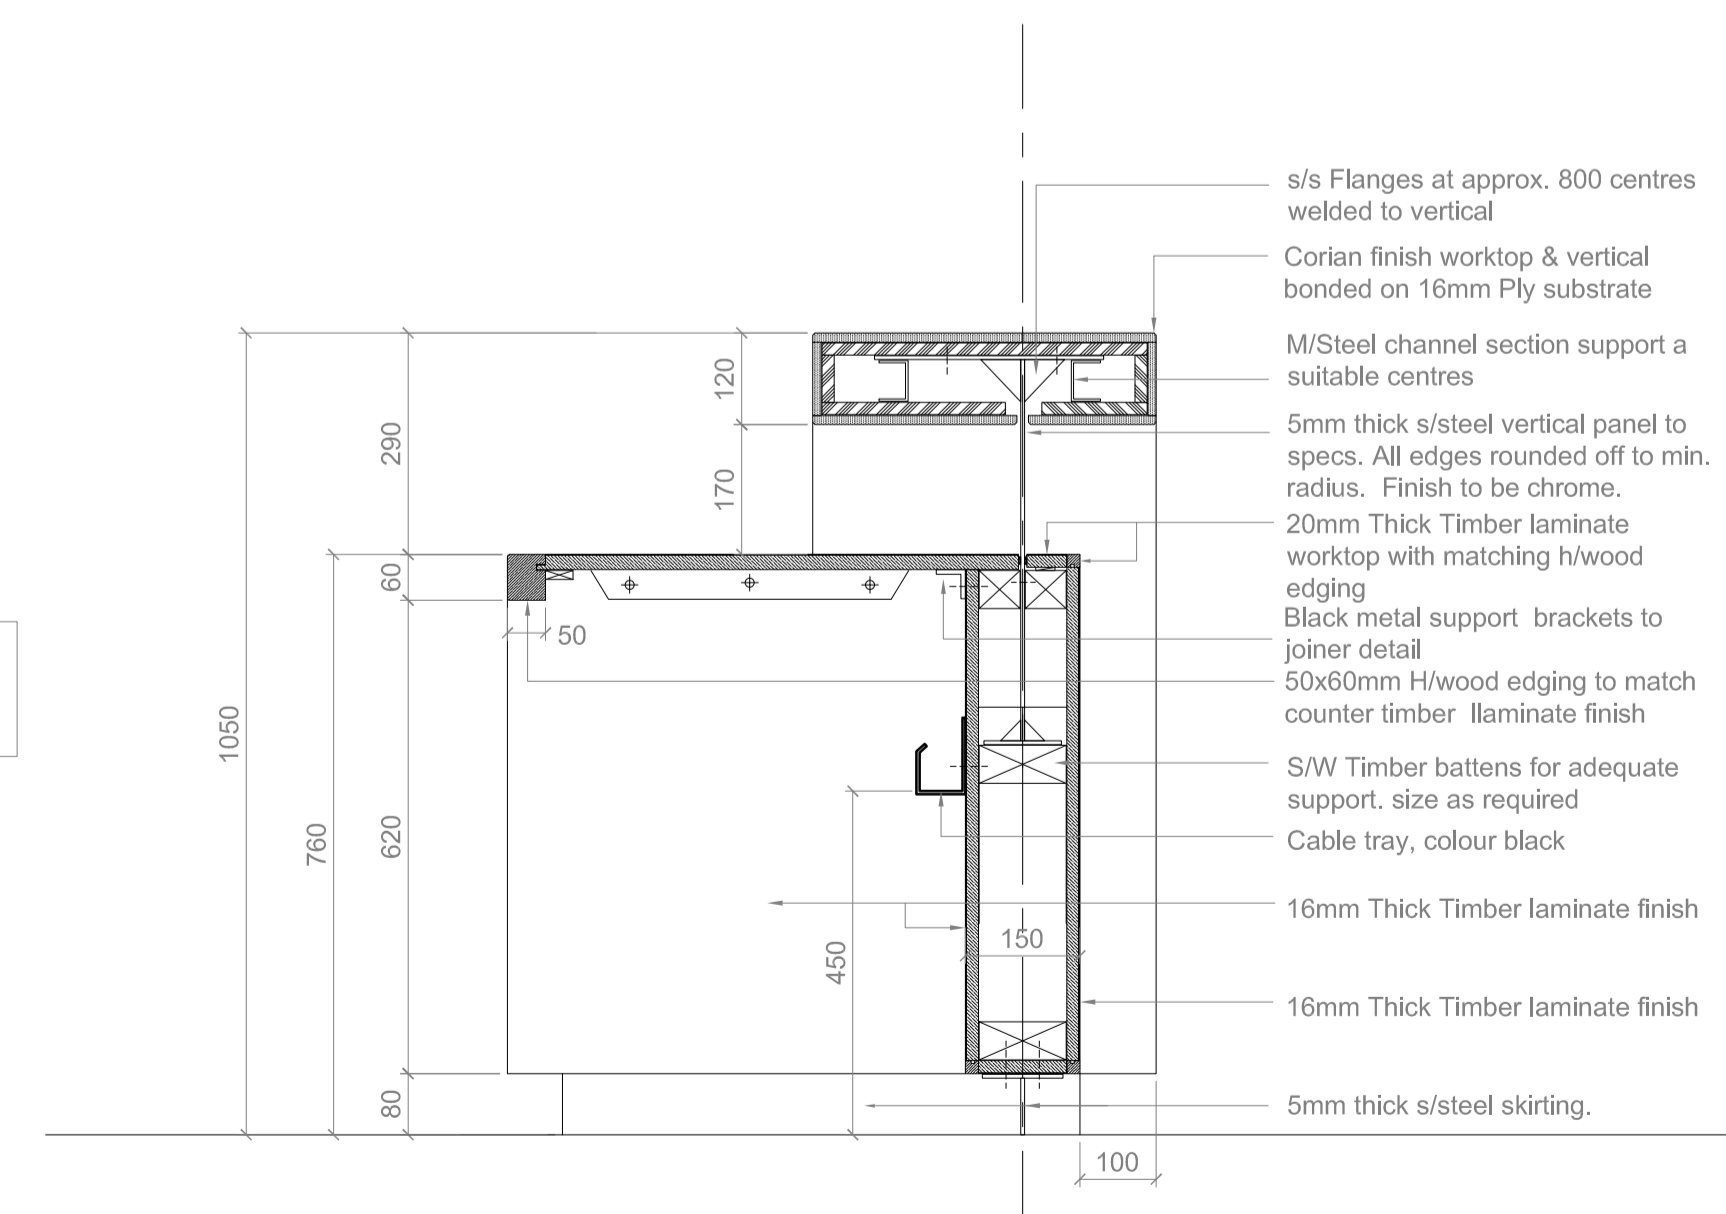 s/s Flanges at approx. 800 centres
welded to vertical
Corian finish worktop & vertical
bonded on 16mm Ply substrate
M/Steel channel section support a
suitable centres
5mm thick s/steel vertical panel to
specs. All edges rounded off to min.
radius. Finish to be chrome.
20mm Thick Timber laminate
worktop with matching h/wood
edging
Black metal support brackets to
joiner detail
50x60mm H/wood edging to match
counter timber llaminate finish
S/W Timber battens for adequate
support. size as required
Cable tray, colour black
16mm Thick Timber laminate finish
16mm Thick Timber laminate finish
5mm thick s/steel skirting.
120
290
170
60
50
1050
760
620
450
150
80
100